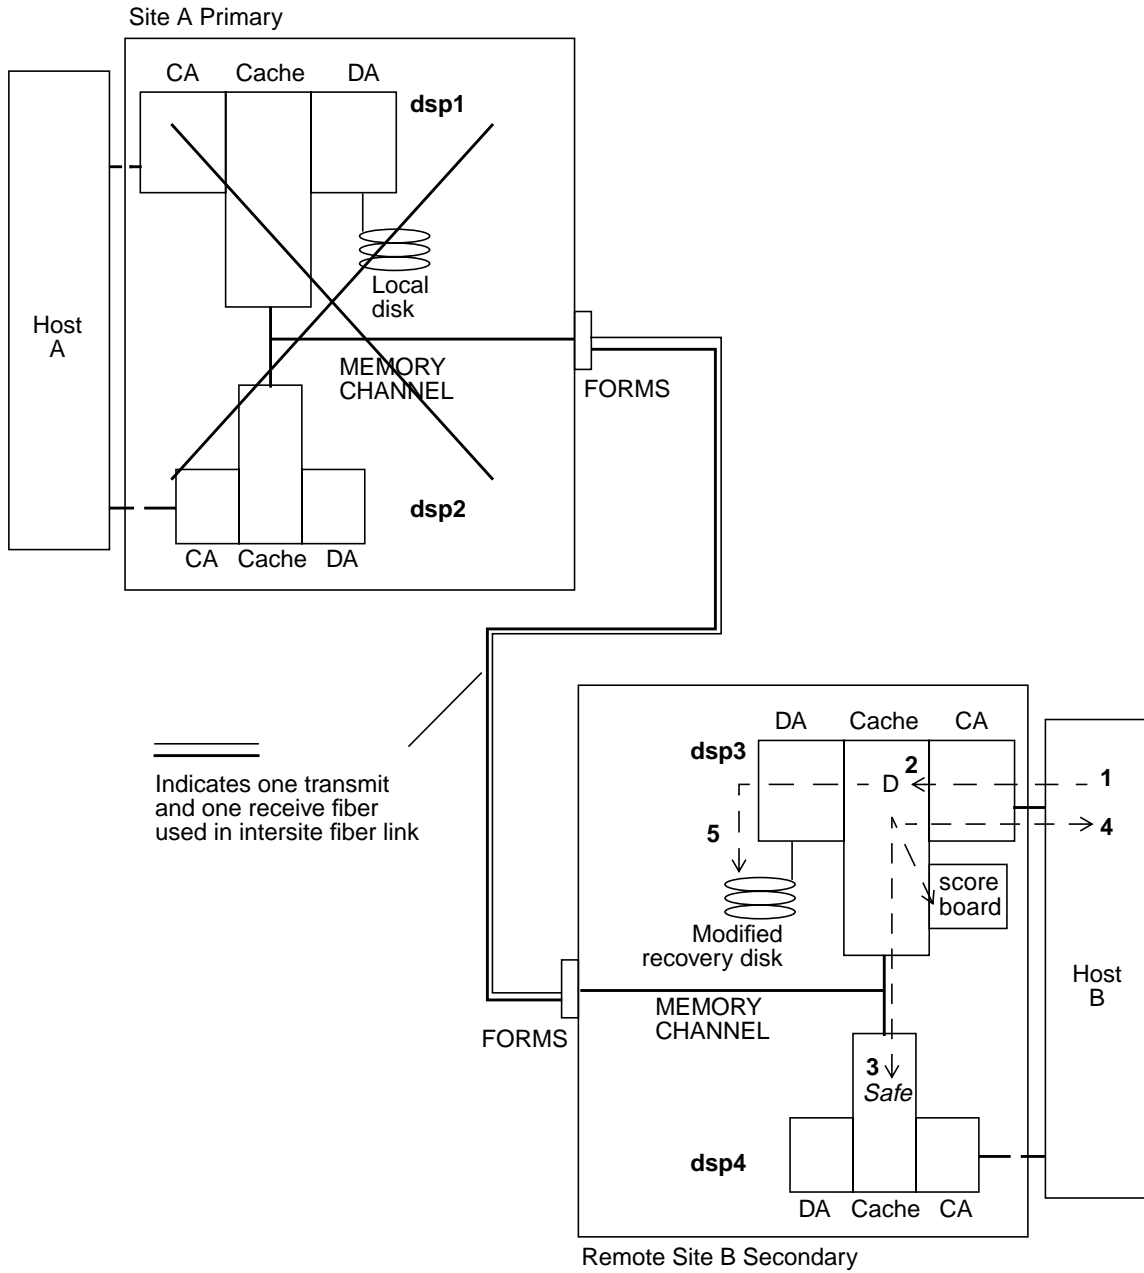 Site A Primary
CA Cache DA
dsp1
Local
disk
Host
A
MEMORY
CHANNEL
FORMS
dsp2
CA Cache DA
Indicates one transmit
and one receive fiber
used in intersite fiber link
DA Cache CA
dsp3
2
D
1
5
4
score
board
Modified
recovery disk
Host
B
MEMORY
CHANNEL
FORMS
3
Safe
dsp4
DA Cache CA
Remote Site B Secondary